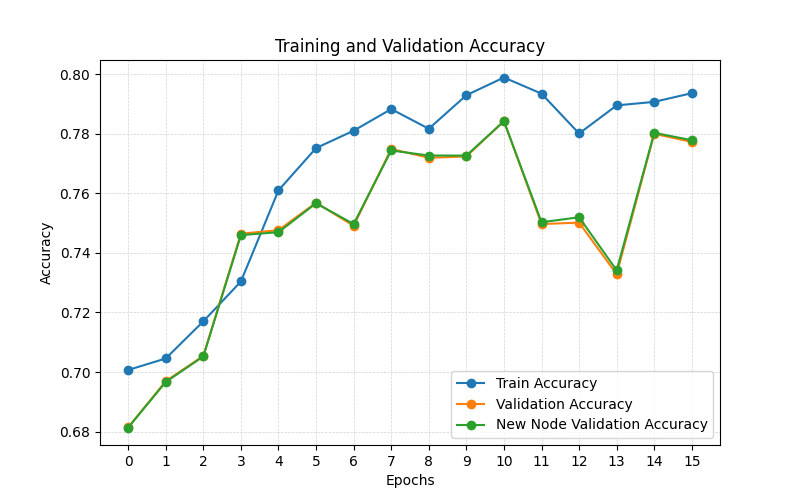 Training and Validation Accuracy
0.80
0.78
0.76
0.74
0.72
0.70
0.68
Accuracy
Train Accuracy
Validation Accuracy
New Node Validation Accuracy
0 1 2 3 4 5 6 7 8 9 10 11 12 13 14 15
Epochs